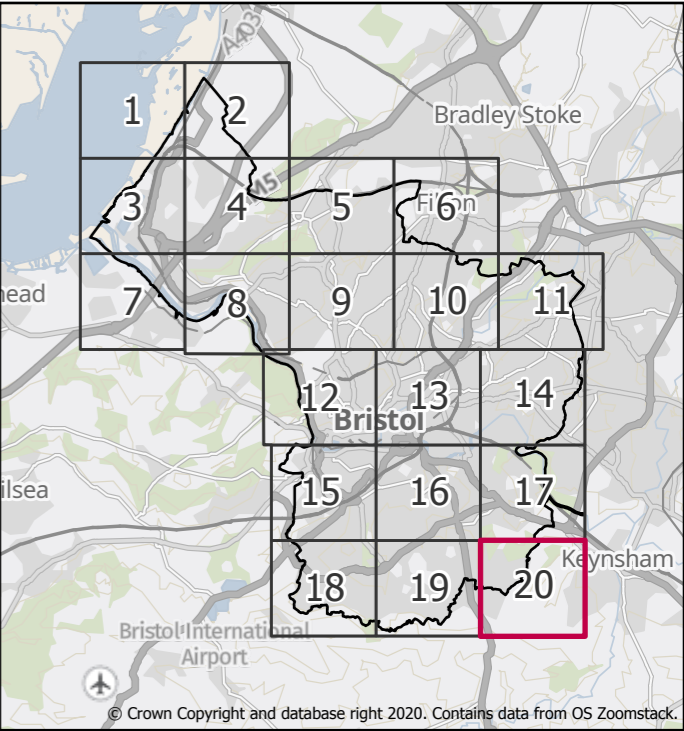 A403
1
2
Bradley Stoke
M5
3
4
5
Filton
6
head
7
8
9
10
11
12
13
14
Bristol
ilsea
15
16
17
Keynsham
18
19
20
Bristol International
Airport
© Crown Copyright and database right 2020. Contains data from OS Zoomstack.